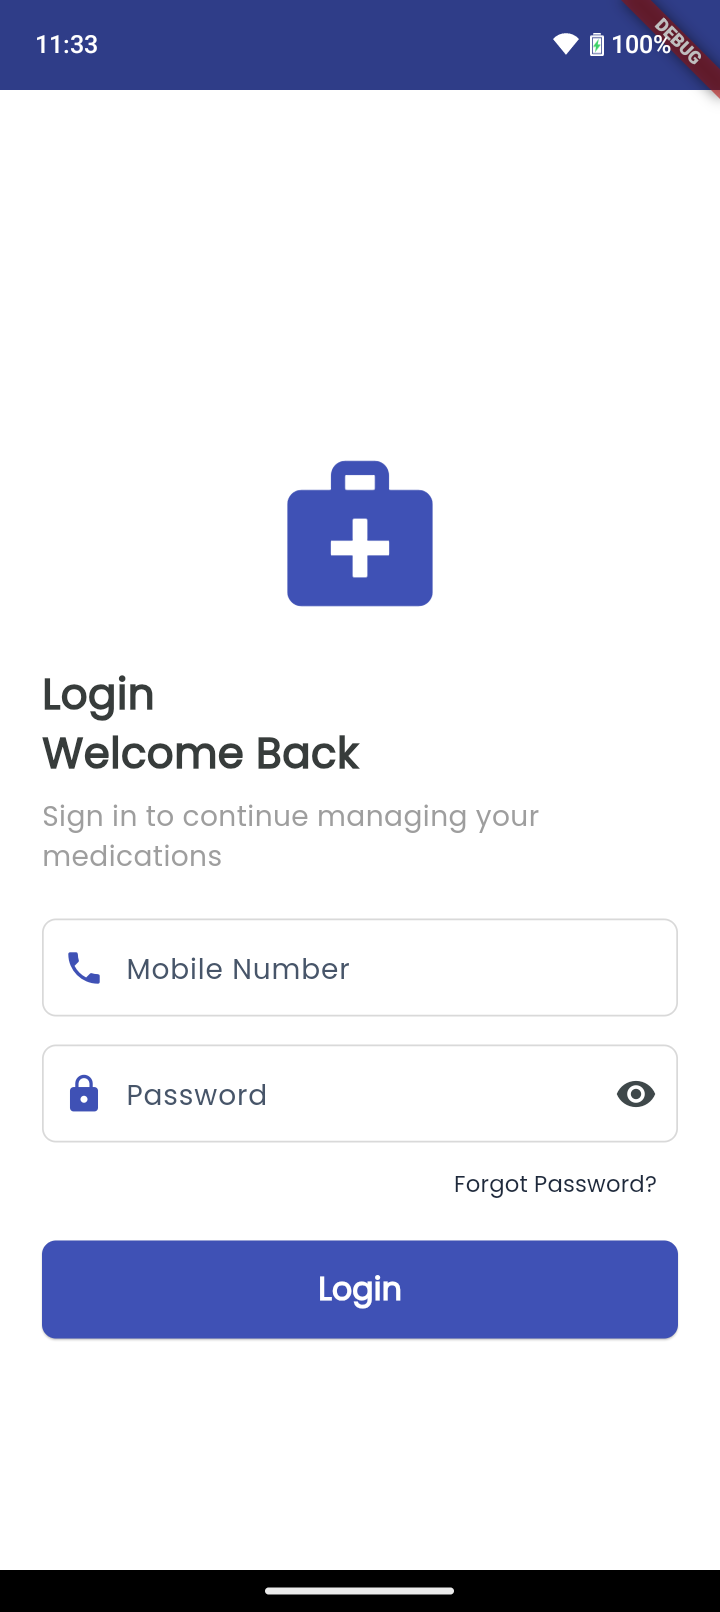 11:33
100%
DEBUG
Login
Welcome Back
Sign in to continue managing your
medications
Mobile Number
Password
Forgot Password?
Login